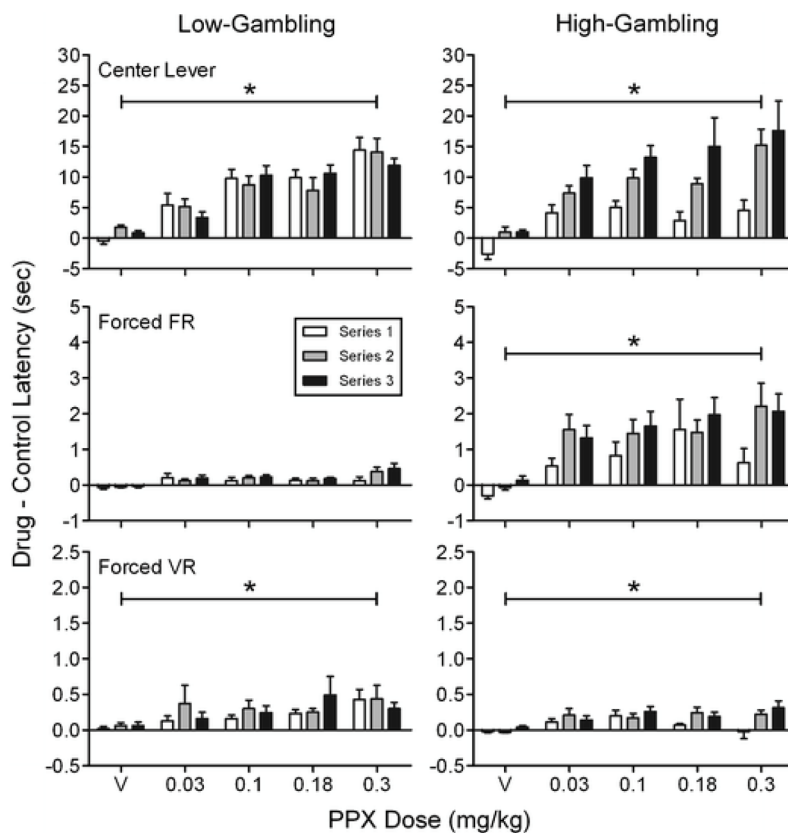 Low-Gambling High-Gambling
Center Lever
30 30
25 25
* *
20 20
15 15
10 10
5 5
0 0
-5 -5
Forced FR
5 5
4 4
Series 1
*
3 3
Series 2
2 2
Series 3
1 1
0 0
-1 -1
Forced VR
2.5 2.5
2.0 2.0
* *
1.5 1.5
1.0 1.0
0.5 0.5
0.0 0.0
-0.5 -0.5
V 0.03 0.1 0.18 0.3 V 0.03 0.1 0.18 0.3
PPX Dose (mg/kg)
Drug - Control Latency (sec)